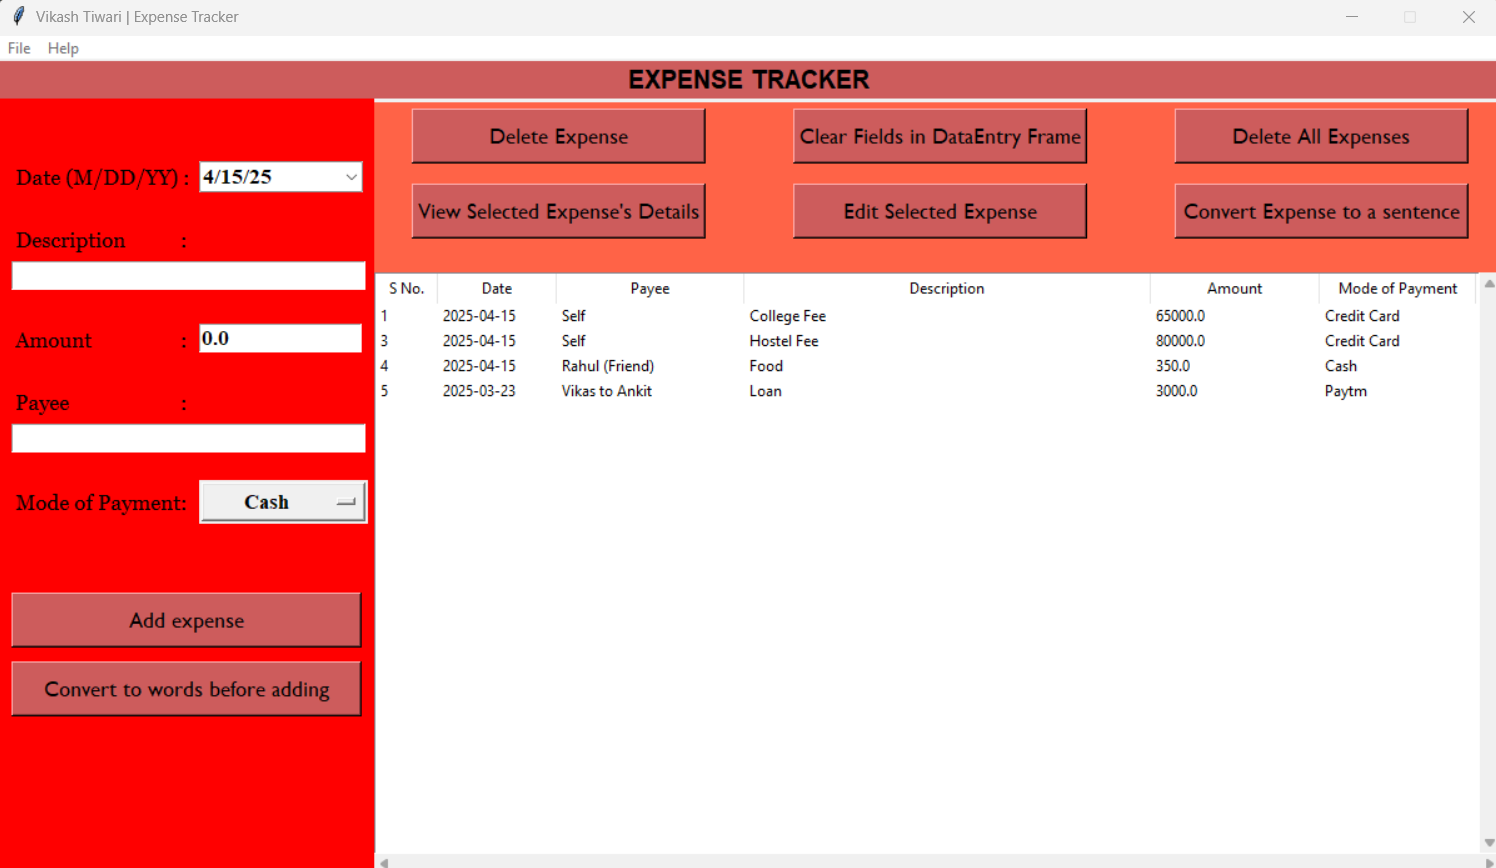 Vikash Tiwari | Expense Tracker
File Help
EXPENSE TRACKER
Date (M/DD/YY) : 4/15/25
Description :
Amount : 0.0
Payee :
Mode of Payment: Cash
Add expense
Convert to words before adding
Delete Expense Clear Fields in DataEntry Frame Delete All Expenses
View Selected Expense's Details Edit Selected Expense Convert Expense to a sentence
S No. Date Payee Description Amount Mode of Payment
1 2025-04-15 Self College Fee 65000.0 Credit Card
3 2025-04-15 Self Hostel Fee 80000.0 Credit Card
4 2025-04-15 Rahul (Friend) Food 350.0 Cash
5 2025-03-23 Vikas to Ankit Loan 3000.0 Paytm